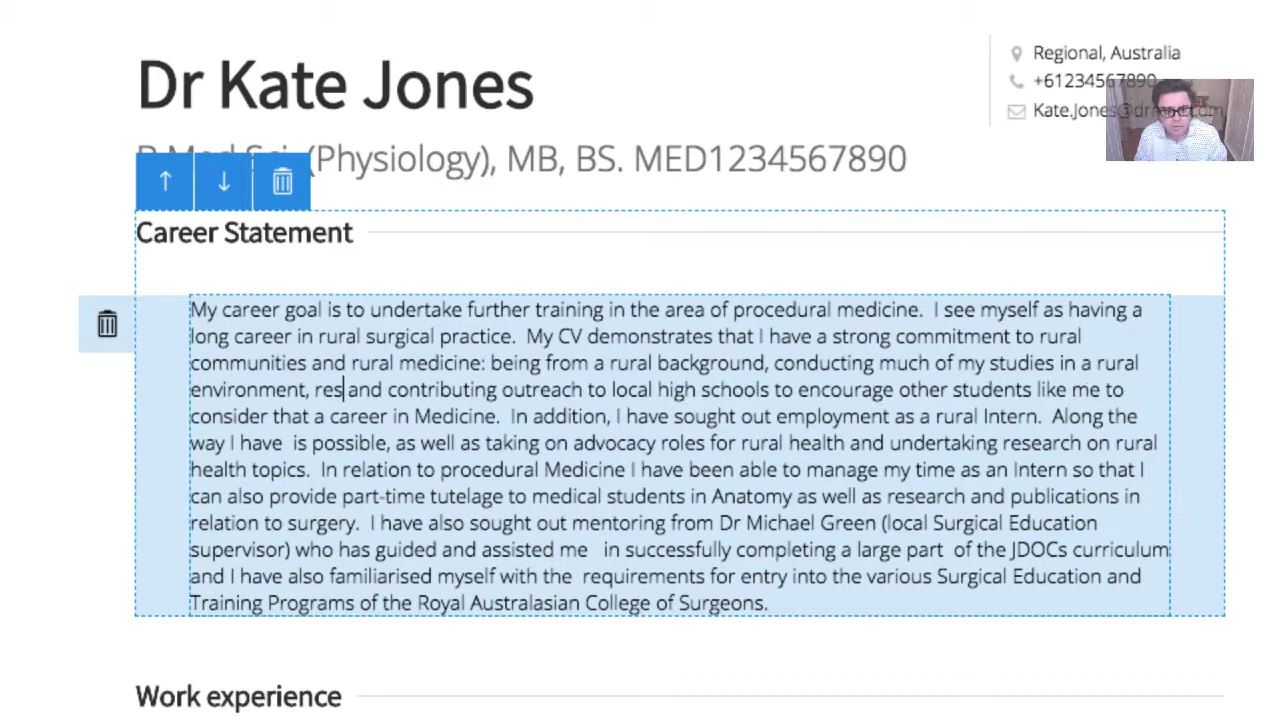 Dr Kate Jones
Regional, Australia
+61234567890
Kate.Jones@dr
(Physiology), MB, BS. MED1234567890
Career Statement
My career goal is to undertake further training in the area of procedural medicine. I see myself as having a
long career in rural surgical practice. My CV demonstrates that I have a strong commitment to rural
communities and rural medicine: being from a rural background, conducting much of my studies in a rural
environment, res and contributing outreach to local high schools to encourage other students like me to
consider that a career in Medicine. In addition, I have sought out employment as a rural Intern. Along the
way I have is possible, as well as taking on advocacy roles for rural health and undertaking research on rural
health topics. In relation to procedural Medicine I have been able to manage my time as an Intern so that I
can also provide part-time tutelage to medical students in Anatomy as well as research and publications in
relation to surgery. I have also sought out mentoring from Dr Michael Green (local Surgical Education
supervisor) who has guided and assisted me in successfully completing a large part of the JDOCs curriculum
and I have also familiarised myself with the requirements for entry into the various Surgical Education and
Training Programs of the Royal Australasian College of Surgeons.
Work experience